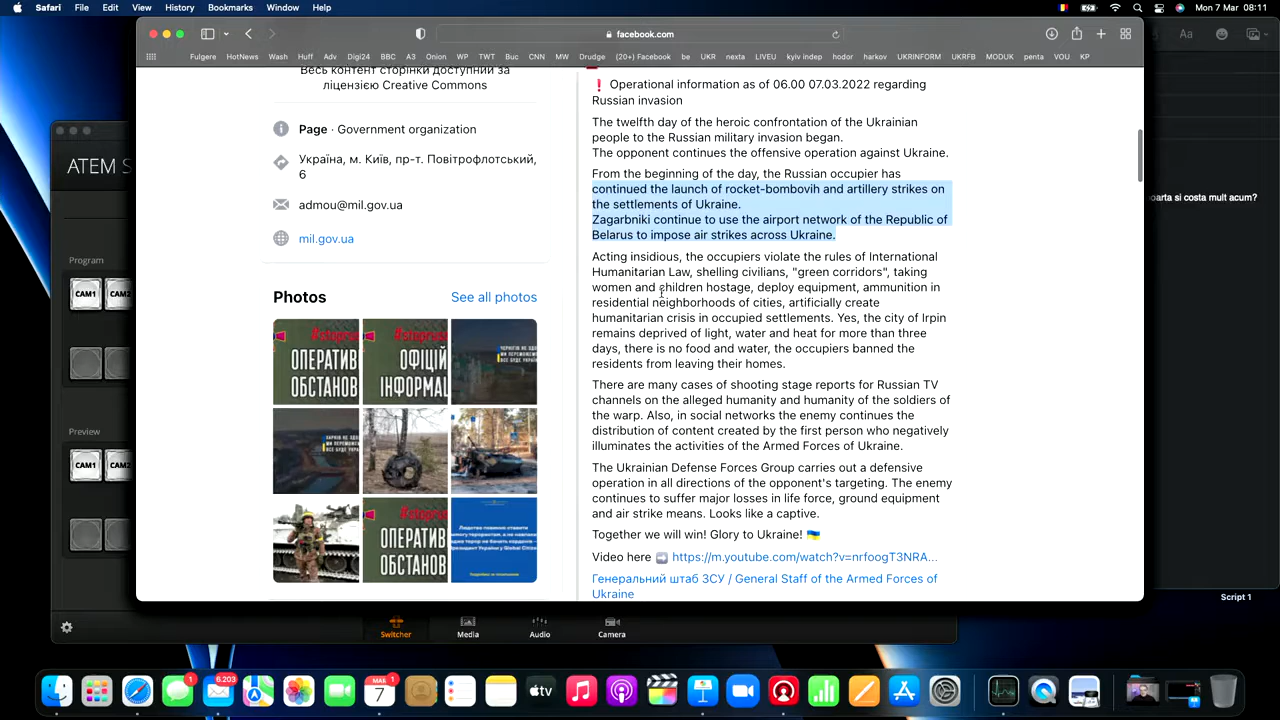 Safari File Edit View History Bookmarks Window Help
Mon 7 Mar 08:11
facebook.com
Aa
Fulgere HotNews Wash Huff Adv Digi24 BBC A3 Onion WP TWT Buc CNN MW Drudge (20+) Facebook be UKR nexta LIVEU kyiv indep hodor harkov UKRINFORM UKRFB MODUK penta VOU KP
Весь контент сторінки доступний за
ліцензією Creative Commons
Page · Government organization
Україна, м. Київ, пр-т. Повітрофлотський,
6
admou@mil.gov.ua
mil.gov.ua
Photos
See all photos
#stoprussia
ОПЕРАТИВ
ОБСТАНОВ
ОФІЦІЙ
ІНФОРМАЦ
ОПЕРАТИВ
ОБСТАНОВ
❗ Operational information as of 06.00 07.03.2022 regarding
Russian invasion
The twelfth day of the heroic confrontation of the Ukrainian
people to the Russian military invasion began.
The opponent continues the offensive operation against Ukraine.
From the beginning of the day, the Russian occupier has
continued the launch of rocket-bombovih and artillery strikes on
the settlements of Ukraine.
Zagarbniki continue to use the airport network of the Republic of
Belarus to impose air strikes across Ukraine.
Acting insidious, the occupiers violate the rules of International
Humanitarian Law, shelling civilians, "green corridors", taking
women and children hostage, deploy equipment, ammunition in
residential neighborhoods of cities, artificially create
humanitarian crisis in occupied settlements. Yes, the city of Irpin
remains deprived of light, water and heat for more than three
days, there is no food and water, the occupiers banned the
residents from leaving their homes.
There are many cases of shooting stage reports for Russian TV
channels on the alleged humanity and humanity of the soldiers of
the warp. Also, in social networks the enemy continues the
distribution of content created by the first person who negatively
illuminates the activities of the Armed Forces of Ukraine.
The Ukrainian Defense Forces Group carries out a defensive
operation in all directions of the opponent's targeting. The enemy
continues to suffer major losses in life force, ground equipment
and air strike means. Looks like a captive.
Together we will win! Glory to Ukraine! 🇺🇦
Video here ➡️ https://m.youtube.com/watch?v=nrfoogT3NRA...
Генеральний штаб ЗСУ / General Staff of the Armed Forces of
Ukraine
ATEM S
Program
CAM1 CAM2
Preview
CAM1 CAM2
oarta si costa mult acum?
Script 1
Switcher Media Audio Camera
1
6.203
MAR 1
7
tv